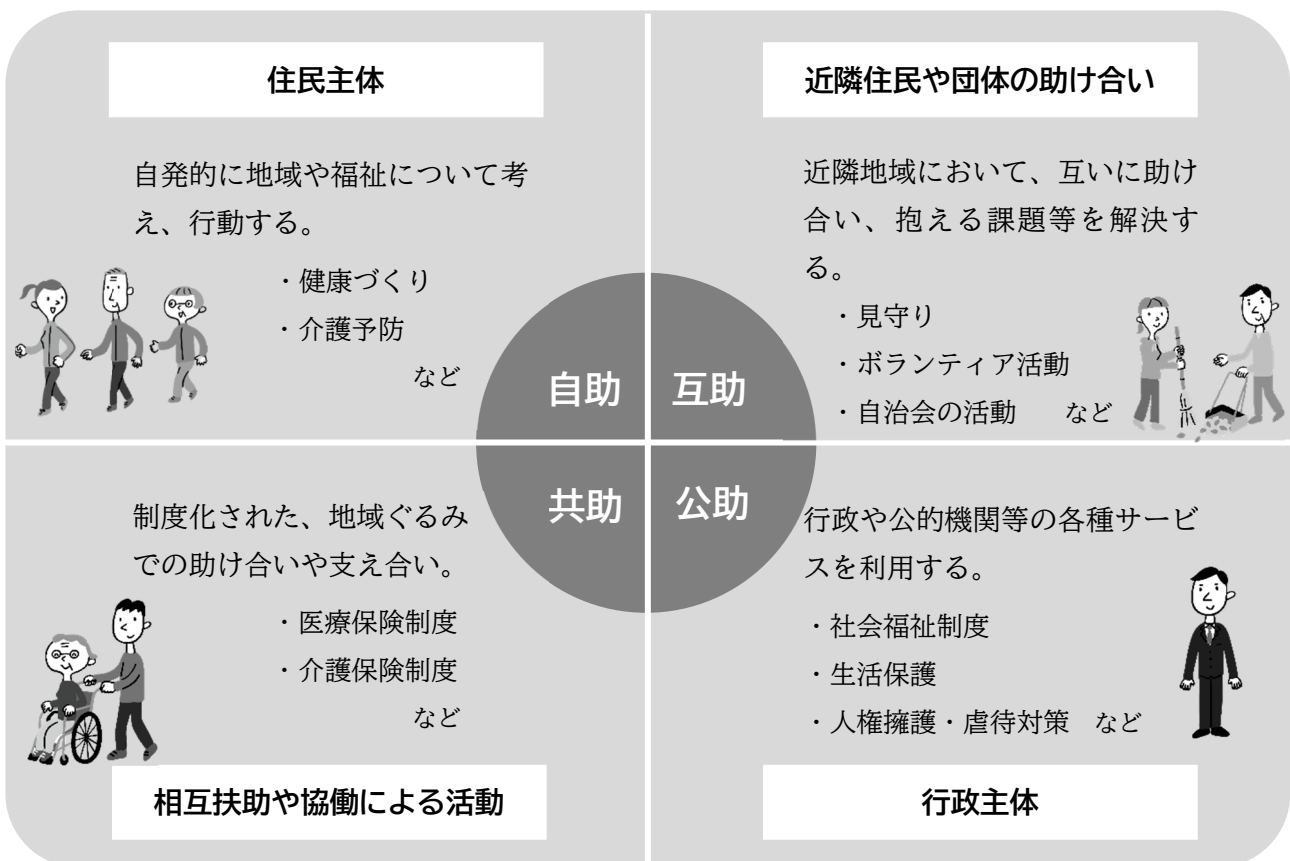 住民主体
自発的に地域や福祉について考
え、行動する。
・健康づくり
・介護予防
など
近隣住民や団体の助け合い
近隣地域において、互いに助け
合い、抱える課題等を解決す
る。
・見守り
・ボランティア活動
・自治会の活動　など
自助
互助
共助
公助
制度化された、地域ぐるみ
での助け合いや支え合い。
・医療保険制度
・介護保険制度
など
相互扶助や協働による活動
行政や公的機関等の各種サービ
スを利用する。
・社会福祉制度
・生活保護
・人権擁護・虐待対策　など
行政主体